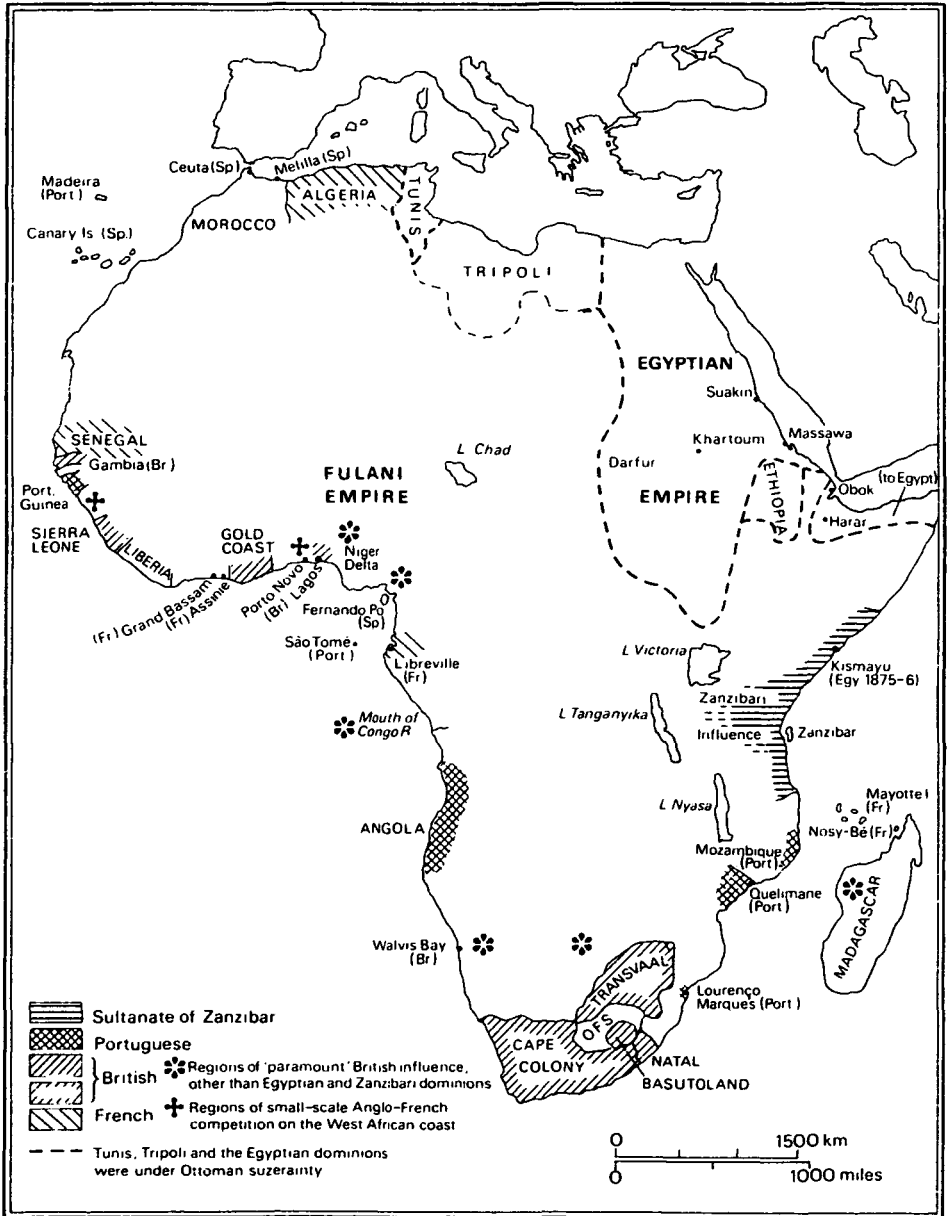 Ceuta (Sp)
Melilla (Sp)
Madeira
(Port)
ALGERIA
TUNIS
MOROCCO
Canary Is (Sp.)
TRIPOLI
EGYPTIAN
Suakin
SENEGAL
Gambia (Br)
L Chad
Khartoum
Massawa
Darfur
(to Egypt)
Port.
Guinea
FULANI
EMPIRE
EMPIRE
ETHIOPIA
Obok
Harar
SIERRA
LEONE
LIBERIA
GOLD
COAST
Niger
Delta
(Fr) Grand Bassam
(Fr) Assinie
Porto Novo
(Br) Lagos
Fernando Po
(Sp)
São Tomé
(Port)
Libreville
(Fr)
L Victoria
Kismayu
(Egy 1875-6)
Zanzibari
L Tanganyika
Influence
Zanzibar
Mouth of
Congo R
L Nyasa
Mayotte
(Fr)
Nosy-Bé (Fr)
ANGOLA
Mozambique
(Port)
Quelimane
(Port)
MADAGASCAR
Walvis Bay
(Br)
TRANSVAAL
Lourenço
Marques (Port)
OFS
CAPE
COLONY
NATAL
BASUTOLAND
Sultanate of Zanzibar
Portuguese
British
Regions of 'paramount' British influence,
other than Egyptian and Zanzibari dominions
French
Regions of small-scale Anglo-French
competition on the West African coast
Tunis, Tripoli and the Egyptian dominions
were under Ottoman suzerainty
0 1500 km
0 1000 miles